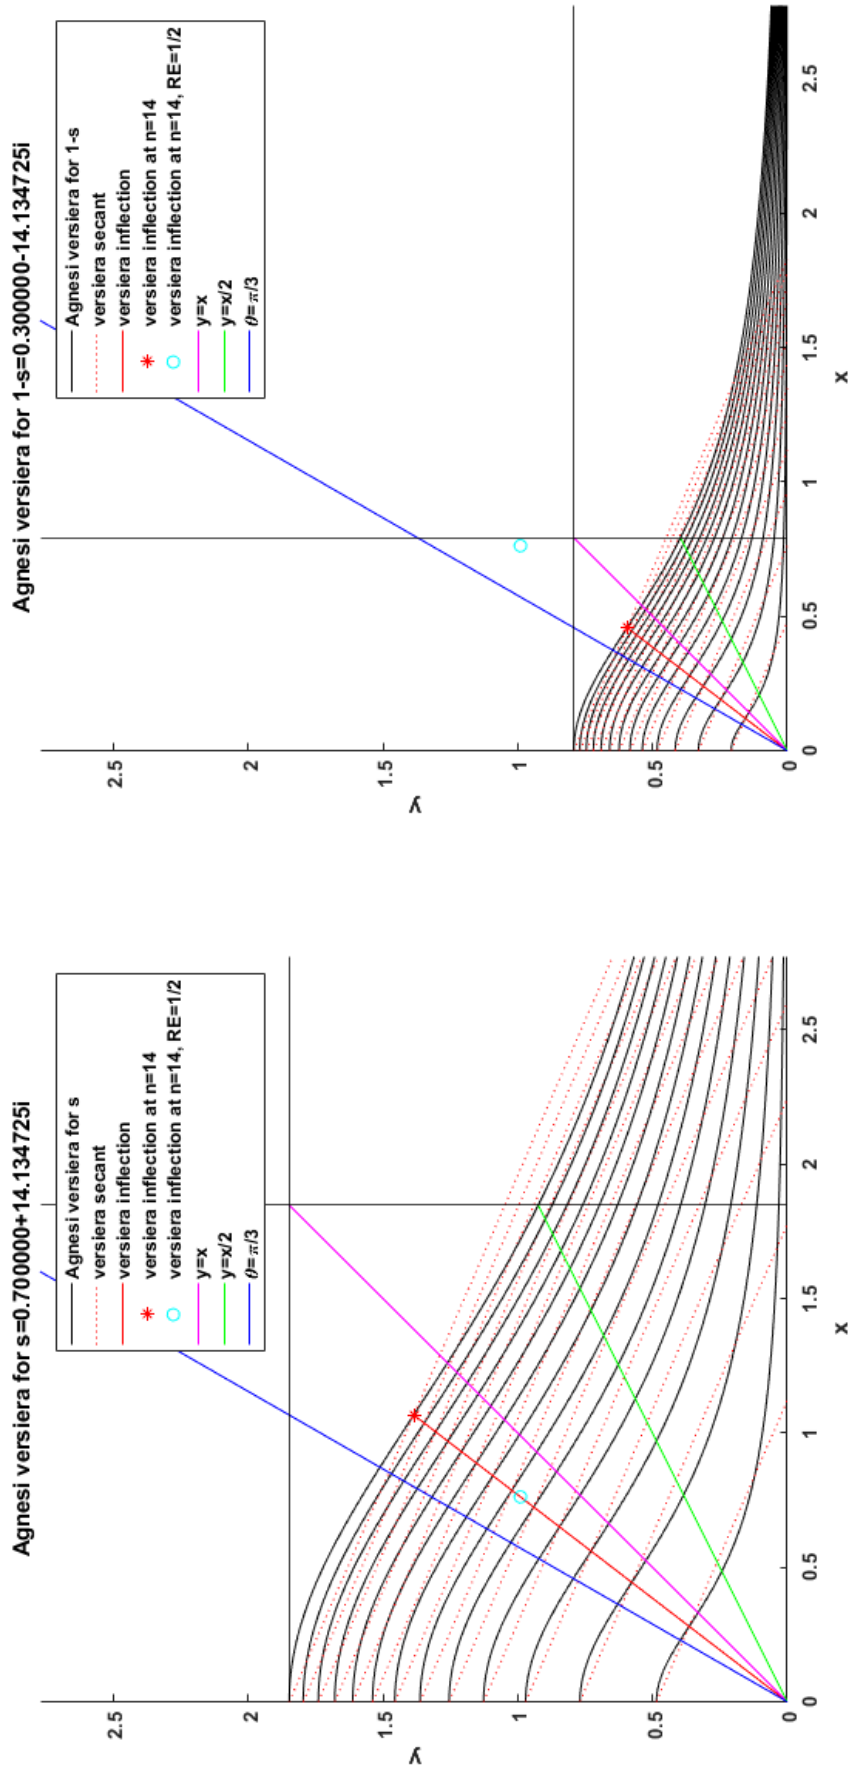 Agnesi versiera for s=0.700000+14.134725i
Agnesi versiera for s
versiera secant
versiera inflection
versiera inflection at n=14
versiera inflection at n=14, RE=1/2
y=x
y=x/2
θ=π/3
y
2.5
2
1.5
1
0.5
0
0
0.5
1
1.5
2
2.5
x
Agnesi versiera for 1-s=0.300000-14.134725i
Agnesi versiera for 1-s
versiera secant
versiera inflection
versiera inflection at n=14
versiera inflection at n=14, RE=1/2
y=x
y=x/2
θ=π/3
y
2.5
2
1.5
1
0.5
0
0
0.5
1
1.5
2
2.5
x